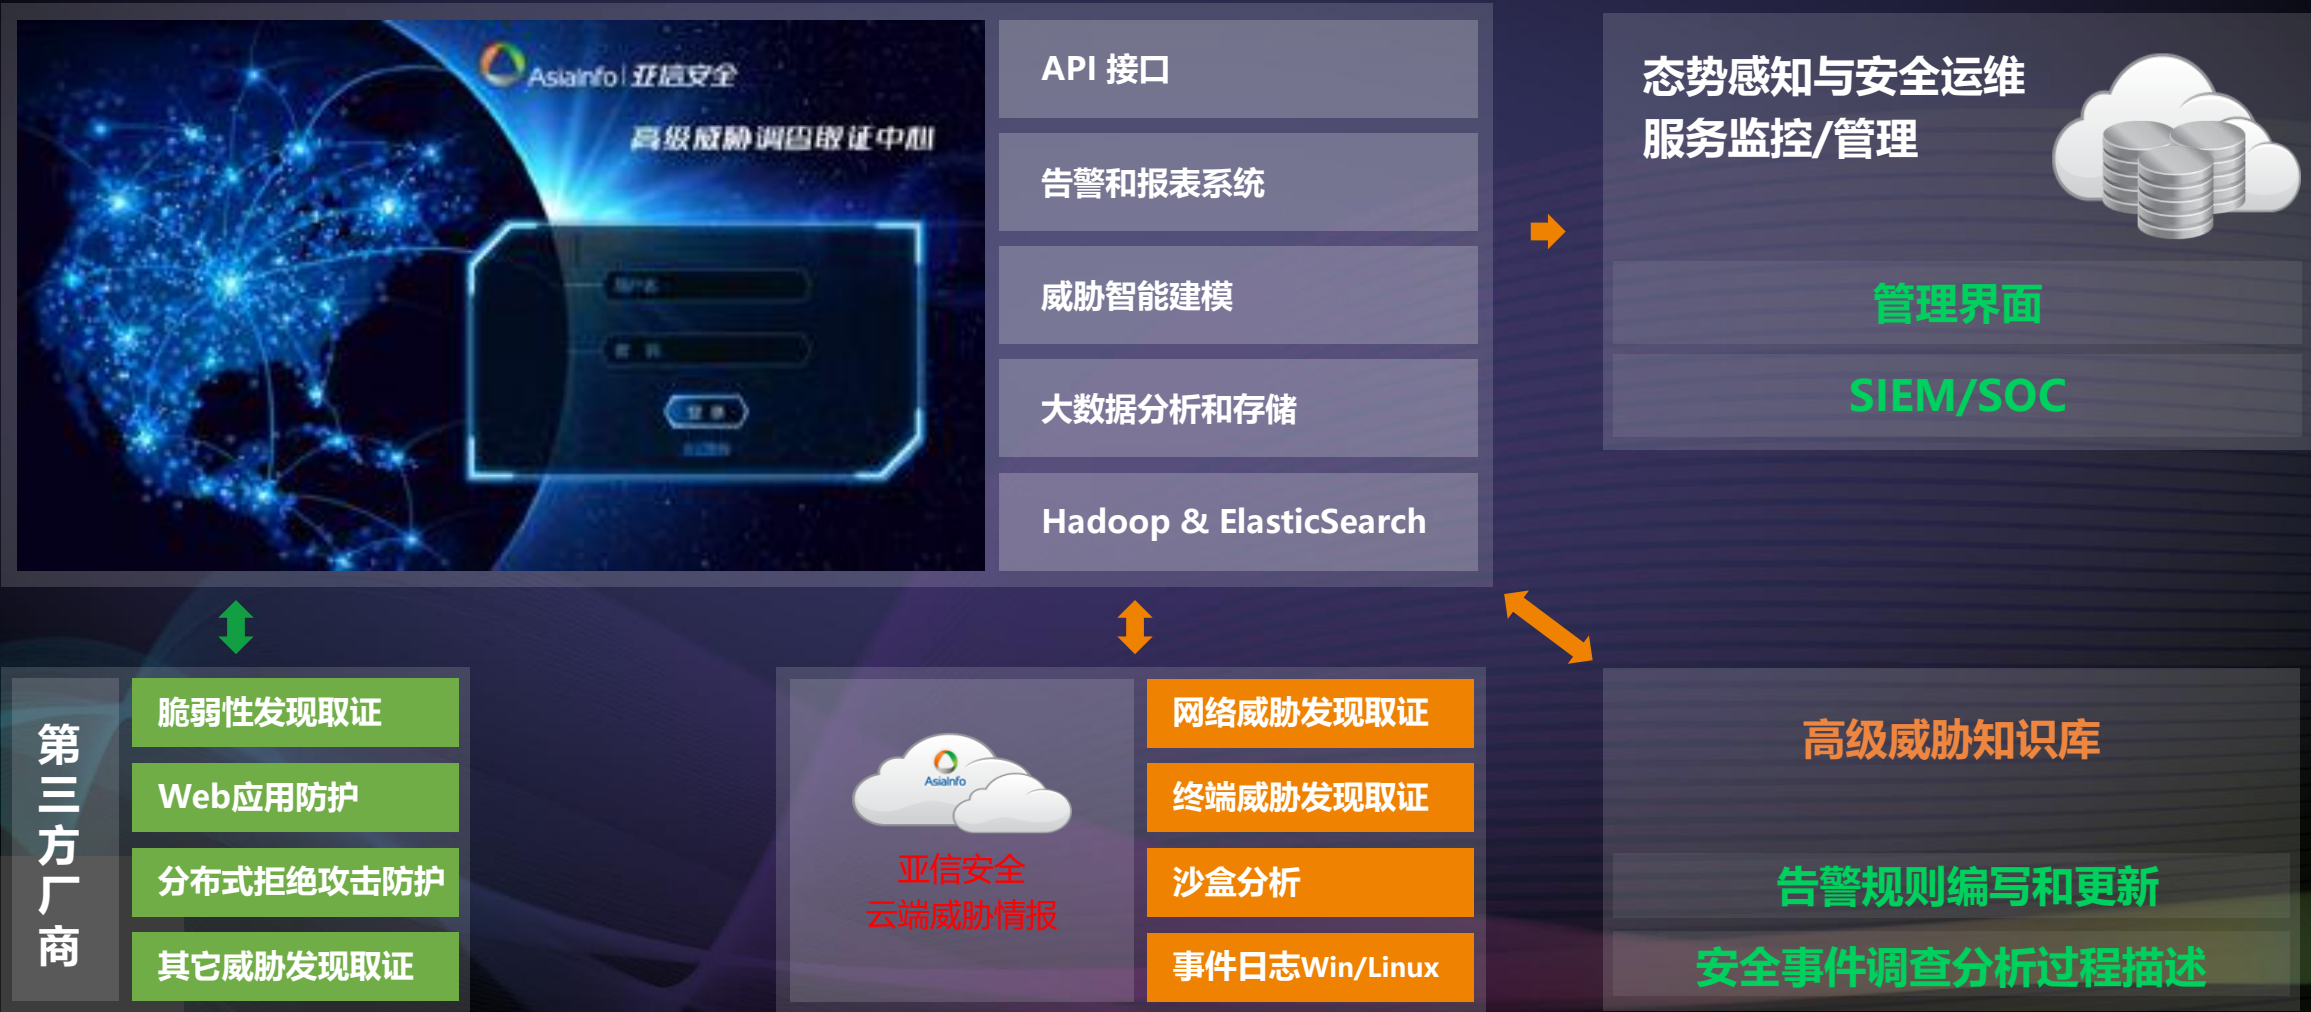 AsiaInfo | 亚信安全
高级威胁调查取证中心
用户名
密 码
登 录
API 接口
告警和报表系统
威胁智能建模
大数据分析和存储
Hadoop & ElasticSearch
态势感知与安全运维
服务监控/管理
管理界面
SIEM/SOC
第三方厂商
脆弱性发现取证
Web应用防护
分布式拒绝攻击防护
其它威胁发现取证
AsiaInfo
亚信安全
云端威胁情报
网络威胁发现取证
终端威胁发现取证
沙盒分析
事件日志Win/Linux
高级威胁知识库
告警规则编写和更新
安全事件调查分析过程描述